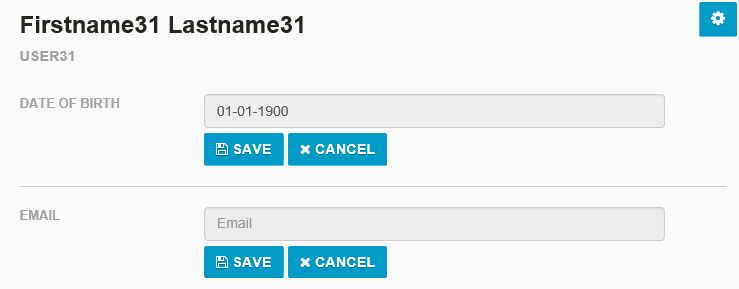 Firstname31 Lastname31
USER31
DATE OF BIRTH
01-01-1900
SAVE CANCEL
EMAIL
Email
SAVE CANCEL